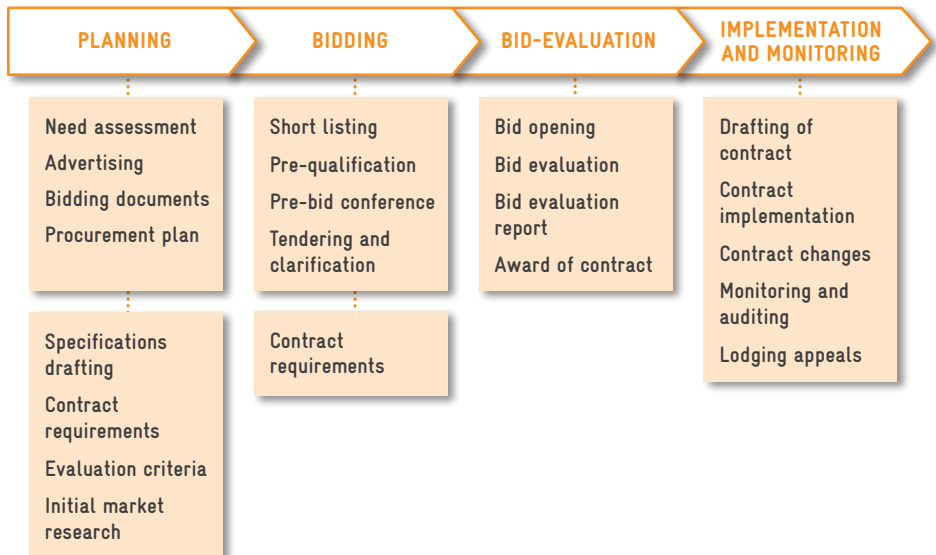 PLANNING
BIDDING
BID-EVALUATION
IMPLEMENTATION
AND MONITORING
Need assessment
Advertising
Bidding documents
Procurement plan
Specifications
drafting
Contract
requirements
Evaluation criteria
Initial market
research
Short listing
Pre-qualification
Pre-bid conference
Tendering and
clarification
Contract
requirements
Bid opening
Bid evaluation
Bid evaluation
report
Award of contract
Drafting of
contract
Contract
implementation
Contract changes
Monitoring and
auditing
Lodging appeals